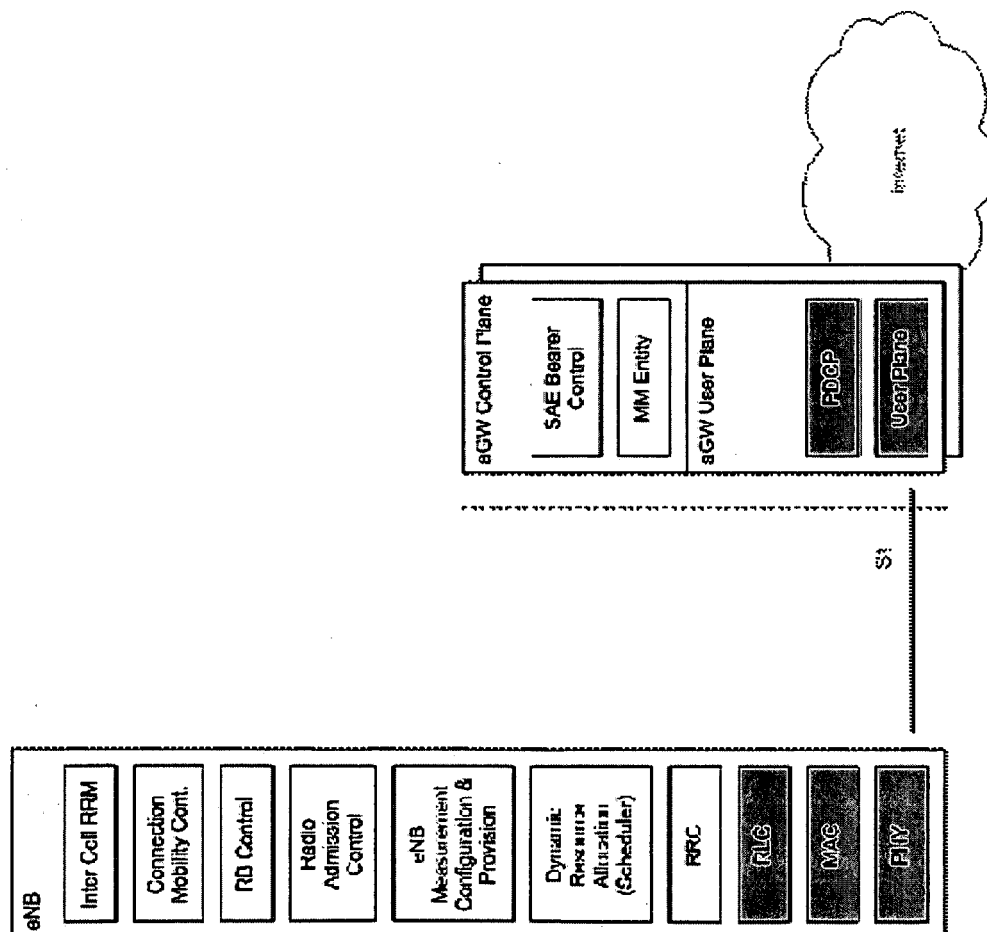 eNB
Inter Cell RRM
Connection
Mobility Cont.
RB Control
Radio
Admission
Control
eNB
Measurement
Configuration &
Provision
Dynamic
Resource
Allocation
(Scheduler)
RRC
RLC
MAC
PHY
S1
aGW Control Plane
SAE Bearer
Control
MM Entity
aGW User Plane
PDCP
User Plane
internet